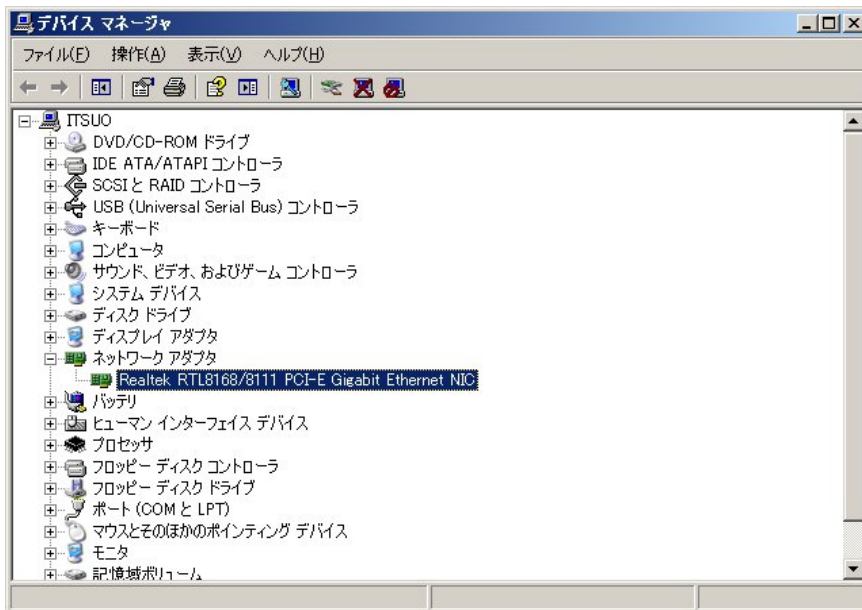 デバイス マネージャ
ファイル(F) 操作(A) 表示(V) ヘルプ(H)
ITSUO
DVD/CD-ROM ドライブ
IDE ATA/ATAPI コントローラ
SCSI と RAID コントローラ
USB (Universal Serial Bus) コントローラ
キーボード
コンピュータ
サウンド、ビデオ、およびゲーム コントローラ
システム デバイス
ディスク ドライブ
ディスプレイ アダプタ
ネットワーク アダプタ
Realtek RTL8168/8111 PCI-E Gigabit Ethernet NIC
バッテリ
ヒューマン インターフェイス デバイス
プロセッサ
フロッピー ディスク コントローラ
フロッピー ディスク ドライブ
ポート (COM と LPT)
マウスとそのほかのポインティング デバイス
モニタ
記憶域ボリューム